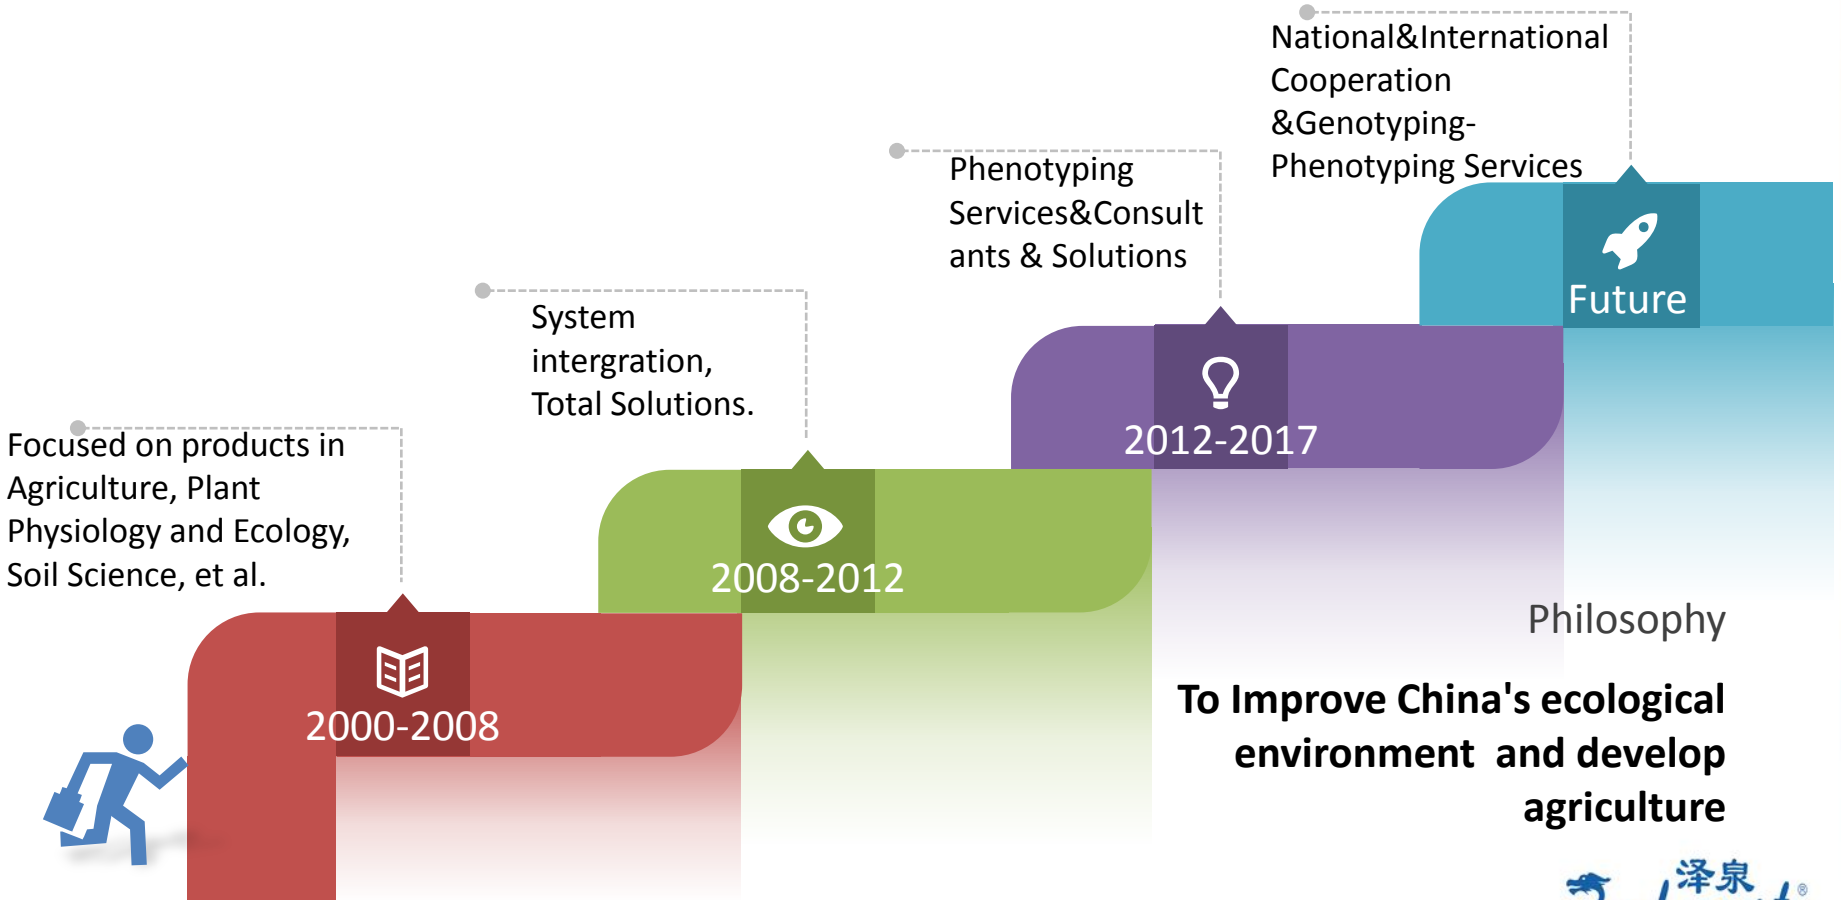 National&International
Cooperation
&Genotyping-
Phenotyping Services
Phenotyping
Services&Consult
ants & Solutions
Future
System
intergration,
Total Solutions.
2012-2017
Focused on products in
Agriculture, Plant
Physiology and Ecology,
Soil Science, et al.
2008-2012
2000-2008
Philosophy
To Improve China's ecological
environment  and develop
agriculture
泽泉
®